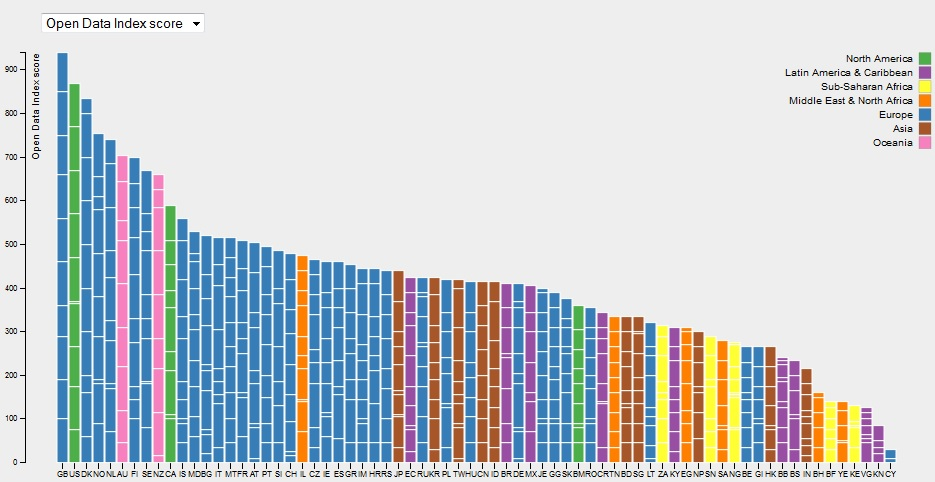 Open Data Index score
Open Data Index score
900
800
700
600
500
400
300
200
100
0
North America
Latin America & Caribbean
Sub-Saharan Africa
Middle East & North Africa
Europe
Asia
Oceania
GB US DK NO NL AU FI SE NZ CA IS MD BG IT MT FR AT PT SI CH IL CZ IE ES GR IM HR RS JP EC RU KR PL TW HU CN ID BR DE MX JE GG SK BM RO CR TN BD SG LT ZA KY EG NP SN SA NG BE GI HK BB BS IN BH BF YE KE VG KN CY